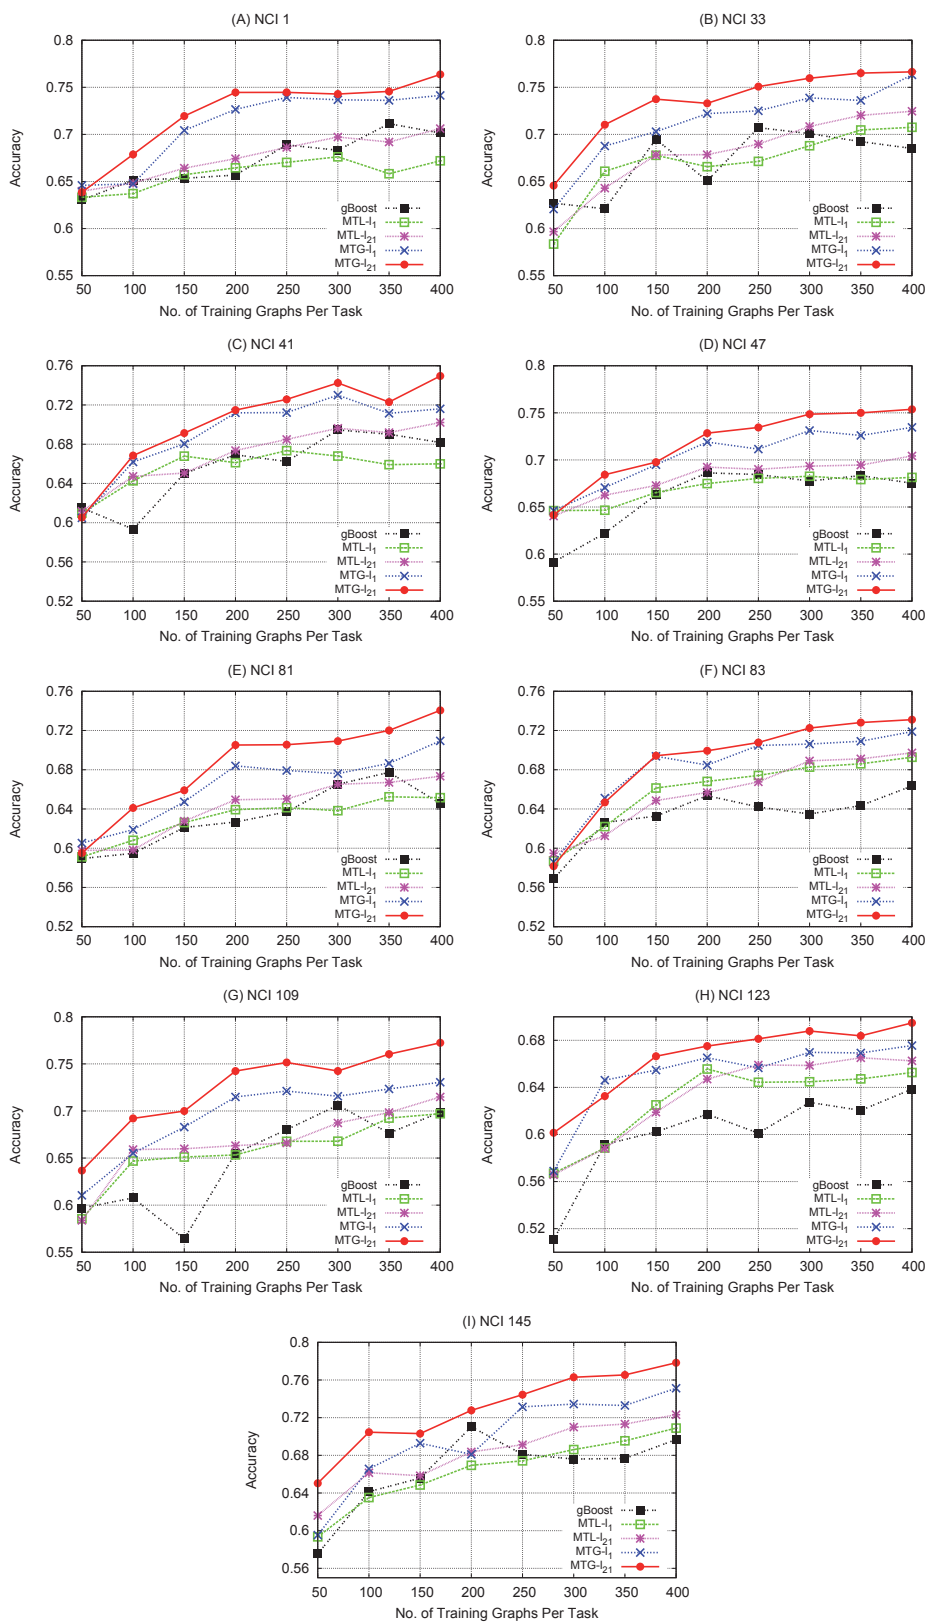 (A) NCI 1
0.8
0.75
0.7
0.65
0.6
0.55
Accuracy
gBoost
MTL-l1
MTL-l21
MTG-l1
MTG-l21
50 100 150 200 250 300 350 400
No. of Training Graphs Per Task
(B) NCI 33
0.8
0.75
0.7
0.65
0.6
0.55
Accuracy
gBoost
MTL-l1
MTL-l21
MTG-l1
MTG-l21
50 100 150 200 250 300 350 400
No. of Training Graphs Per Task
(C) NCI 41
0.76
0.72
0.68
0.64
0.6
0.56
0.52
Accuracy
gBoost
MTL-l1
MTL-l21
MTG-l1
MTG-l21
50 100 150 200 250 300 350 400
No. of Training Graphs Per Task
(D) NCI 47
0.8
0.75
0.7
0.65
0.6
0.55
Accuracy
gBoost
MTL-l1
MTL-l21
MTG-l1
MTG-l21
50 100 150 200 250 300 350 400
No. of Training Graphs Per Task
(E) NCI 81
0.76
0.72
0.68
0.64
0.6
0.56
0.52
Accuracy
gBoost
MTL-l1
MTL-l21
MTG-l1
MTG-l21
50 100 150 200 250 300 350 400
No. of Training Graphs Per Task
(F) NCI 83
0.76
0.72
0.68
0.64
0.6
0.56
0.52
Accuracy
gBoost
MTL-l1
MTL-l21
MTG-l1
MTG-l21
50 100 150 200 250 300 350 400
No. of Training Graphs Per Task
(G) NCI 109
0.8
0.75
0.7
0.65
0.6
0.55
Accuracy
gBoost
MTL-l1
MTL-l21
MTG-l1
MTG-l21
50 100 150 200 250 300 350 400
No. of Training Graphs Per Task
(H) NCI 123
0.68
0.64
0.6
0.56
0.52
Accuracy
gBoost
MTL-l1
MTL-l21
MTG-l1
MTG-l21
50 100 150 200 250 300 350 400
No. of Training Graphs Per Task
(I) NCI 145
0.8
0.76
0.72
0.68
0.64
0.6
0.56
Accuracy
gBoost
MTL-l1
MTL-l21
MTG-l1
MTG-l21
50 100 150 200 250 300 350 400
No. of Training Graphs Per Task